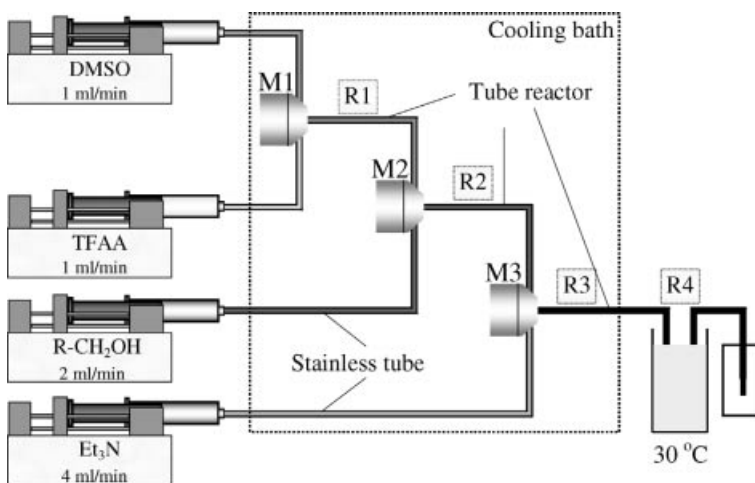 Cooling bath
DMSO
1 ml/min
M1
R1
Tube reactor
M2
R2
TFAA
1 ml/min
M3
R3
R4
R-CH₂OH
2 ml/min
Stainless tube
Et₃N
4 ml/min
30 °C